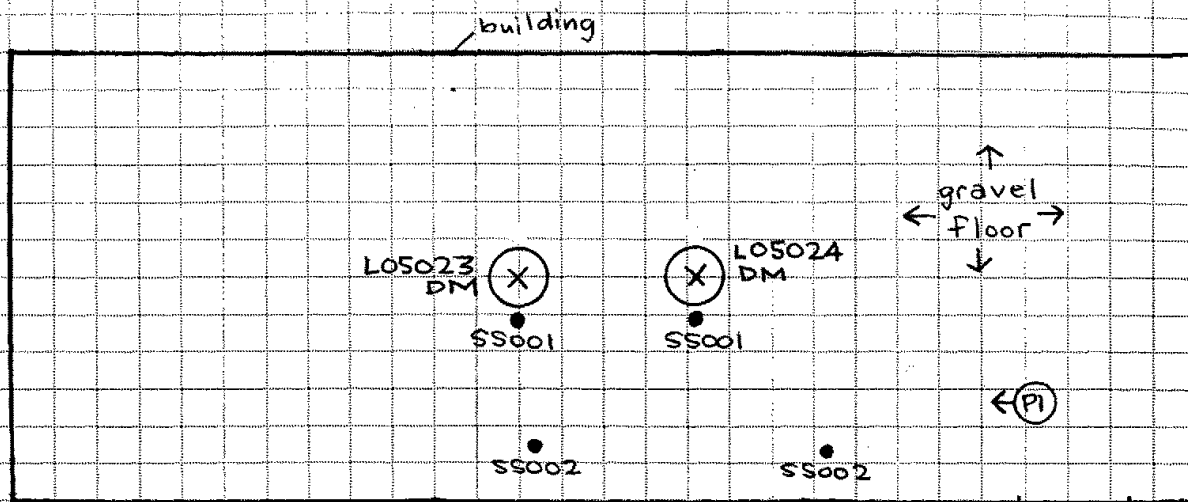 building
gravel
floor
L05023
DM
L05024
DM
SS001
SS001
P1
SS002
SS002